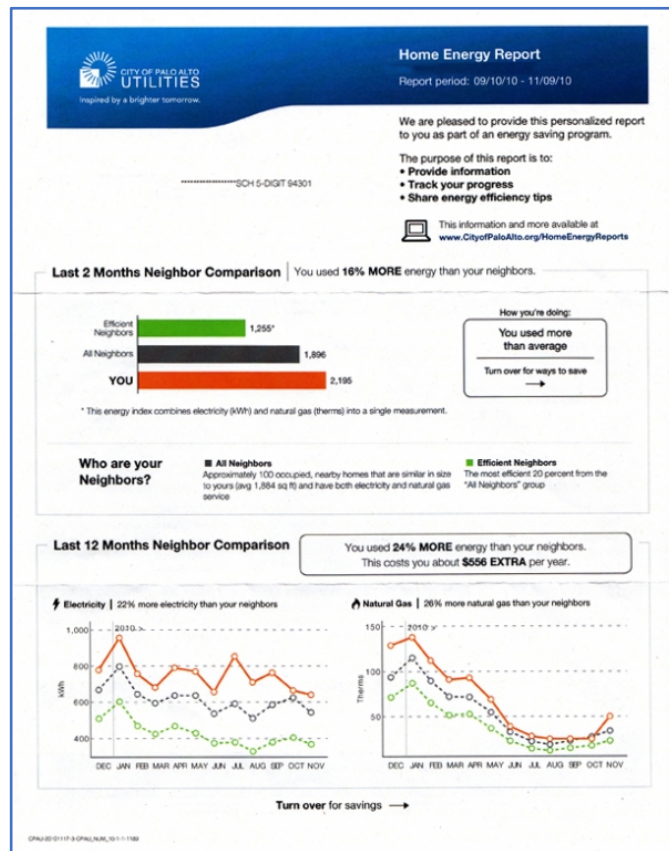 CITY OF PALO ALTO
UTILITIES
Inspired by a brighter tomorrow.
Home Energy Report
Report period: 09/10/10 - 11/09/10
We are pleased to provide this personalized report
to you as part of an energy saving program.
The purpose of this report is to:
• Provide information
• Track your progress
• Share energy efficiency tips
SCH 5-DIGIT 94301
This information and more available at
www.CityofPaloAlto.org/HomeEnergyReports
Last 2 Months Neighbor Comparison | You used 16% MORE energy than your neighbors.
Efficient
Neighbors
1,255*
All Neighbors
1,896
YOU
2,195
* This energy index combines electricity (kWh) and natural gas (therms) into a single measurement.
How you're doing:
You used more
than average
Turn over for ways to save
→
Who are your
Neighbors?
■ All Neighbors
Approximately 100 occupied, nearby homes that are similar in size
to yours (avg 1,884 sq ft) and have both electricity and natural gas
service
■ Efficient Neighbors
The most efficient 20 percent from the
"All Neighbors" group
Last 12 Months Neighbor Comparison
You used 24% MORE energy than your neighbors.
This costs you about $556 EXTRA per year.
Electricity | 22% more electricity than your neighbors
1,000
800
600
400
kWh
2010 >
DEC JAN FEB MAR APR MAY JUN JUL AUG SEP OCT NOV
Natural Gas | 26% more natural gas than your neighbors
150
100
50
Therms
2010 >
DEC JAN FEB MAR APR MAY JUN JUL AUG SEP OCT NOV
Turn over for savings →